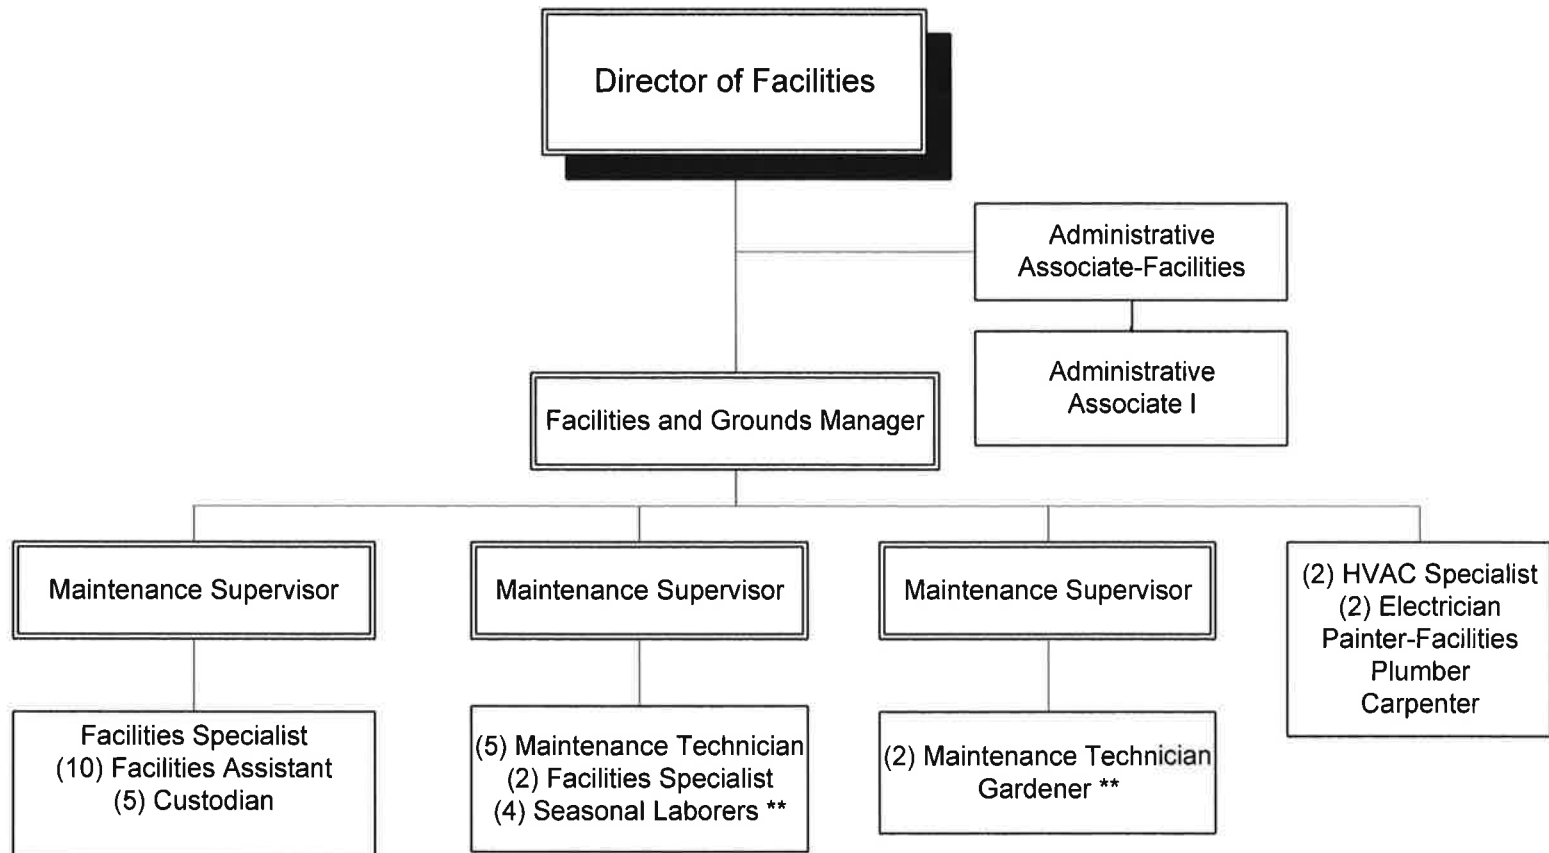 Director of Facilities
Administrative
Associate-Facilities
Administrative
Associate I
Facilities and Grounds Manager
Maintenance Supervisor
Maintenance Supervisor
Maintenance Supervisor
(2) HVAC Specialist
(2) Electrician
Painter-Facilities
Plumber
Carpenter
Facilities Specialist
(10) Facilities Assistant
(5) Custodian
(5) Maintenance Technician
(2) Facilities Specialist
(4) Seasonal Laborers **
(2) Maintenance Technician
Gardener **